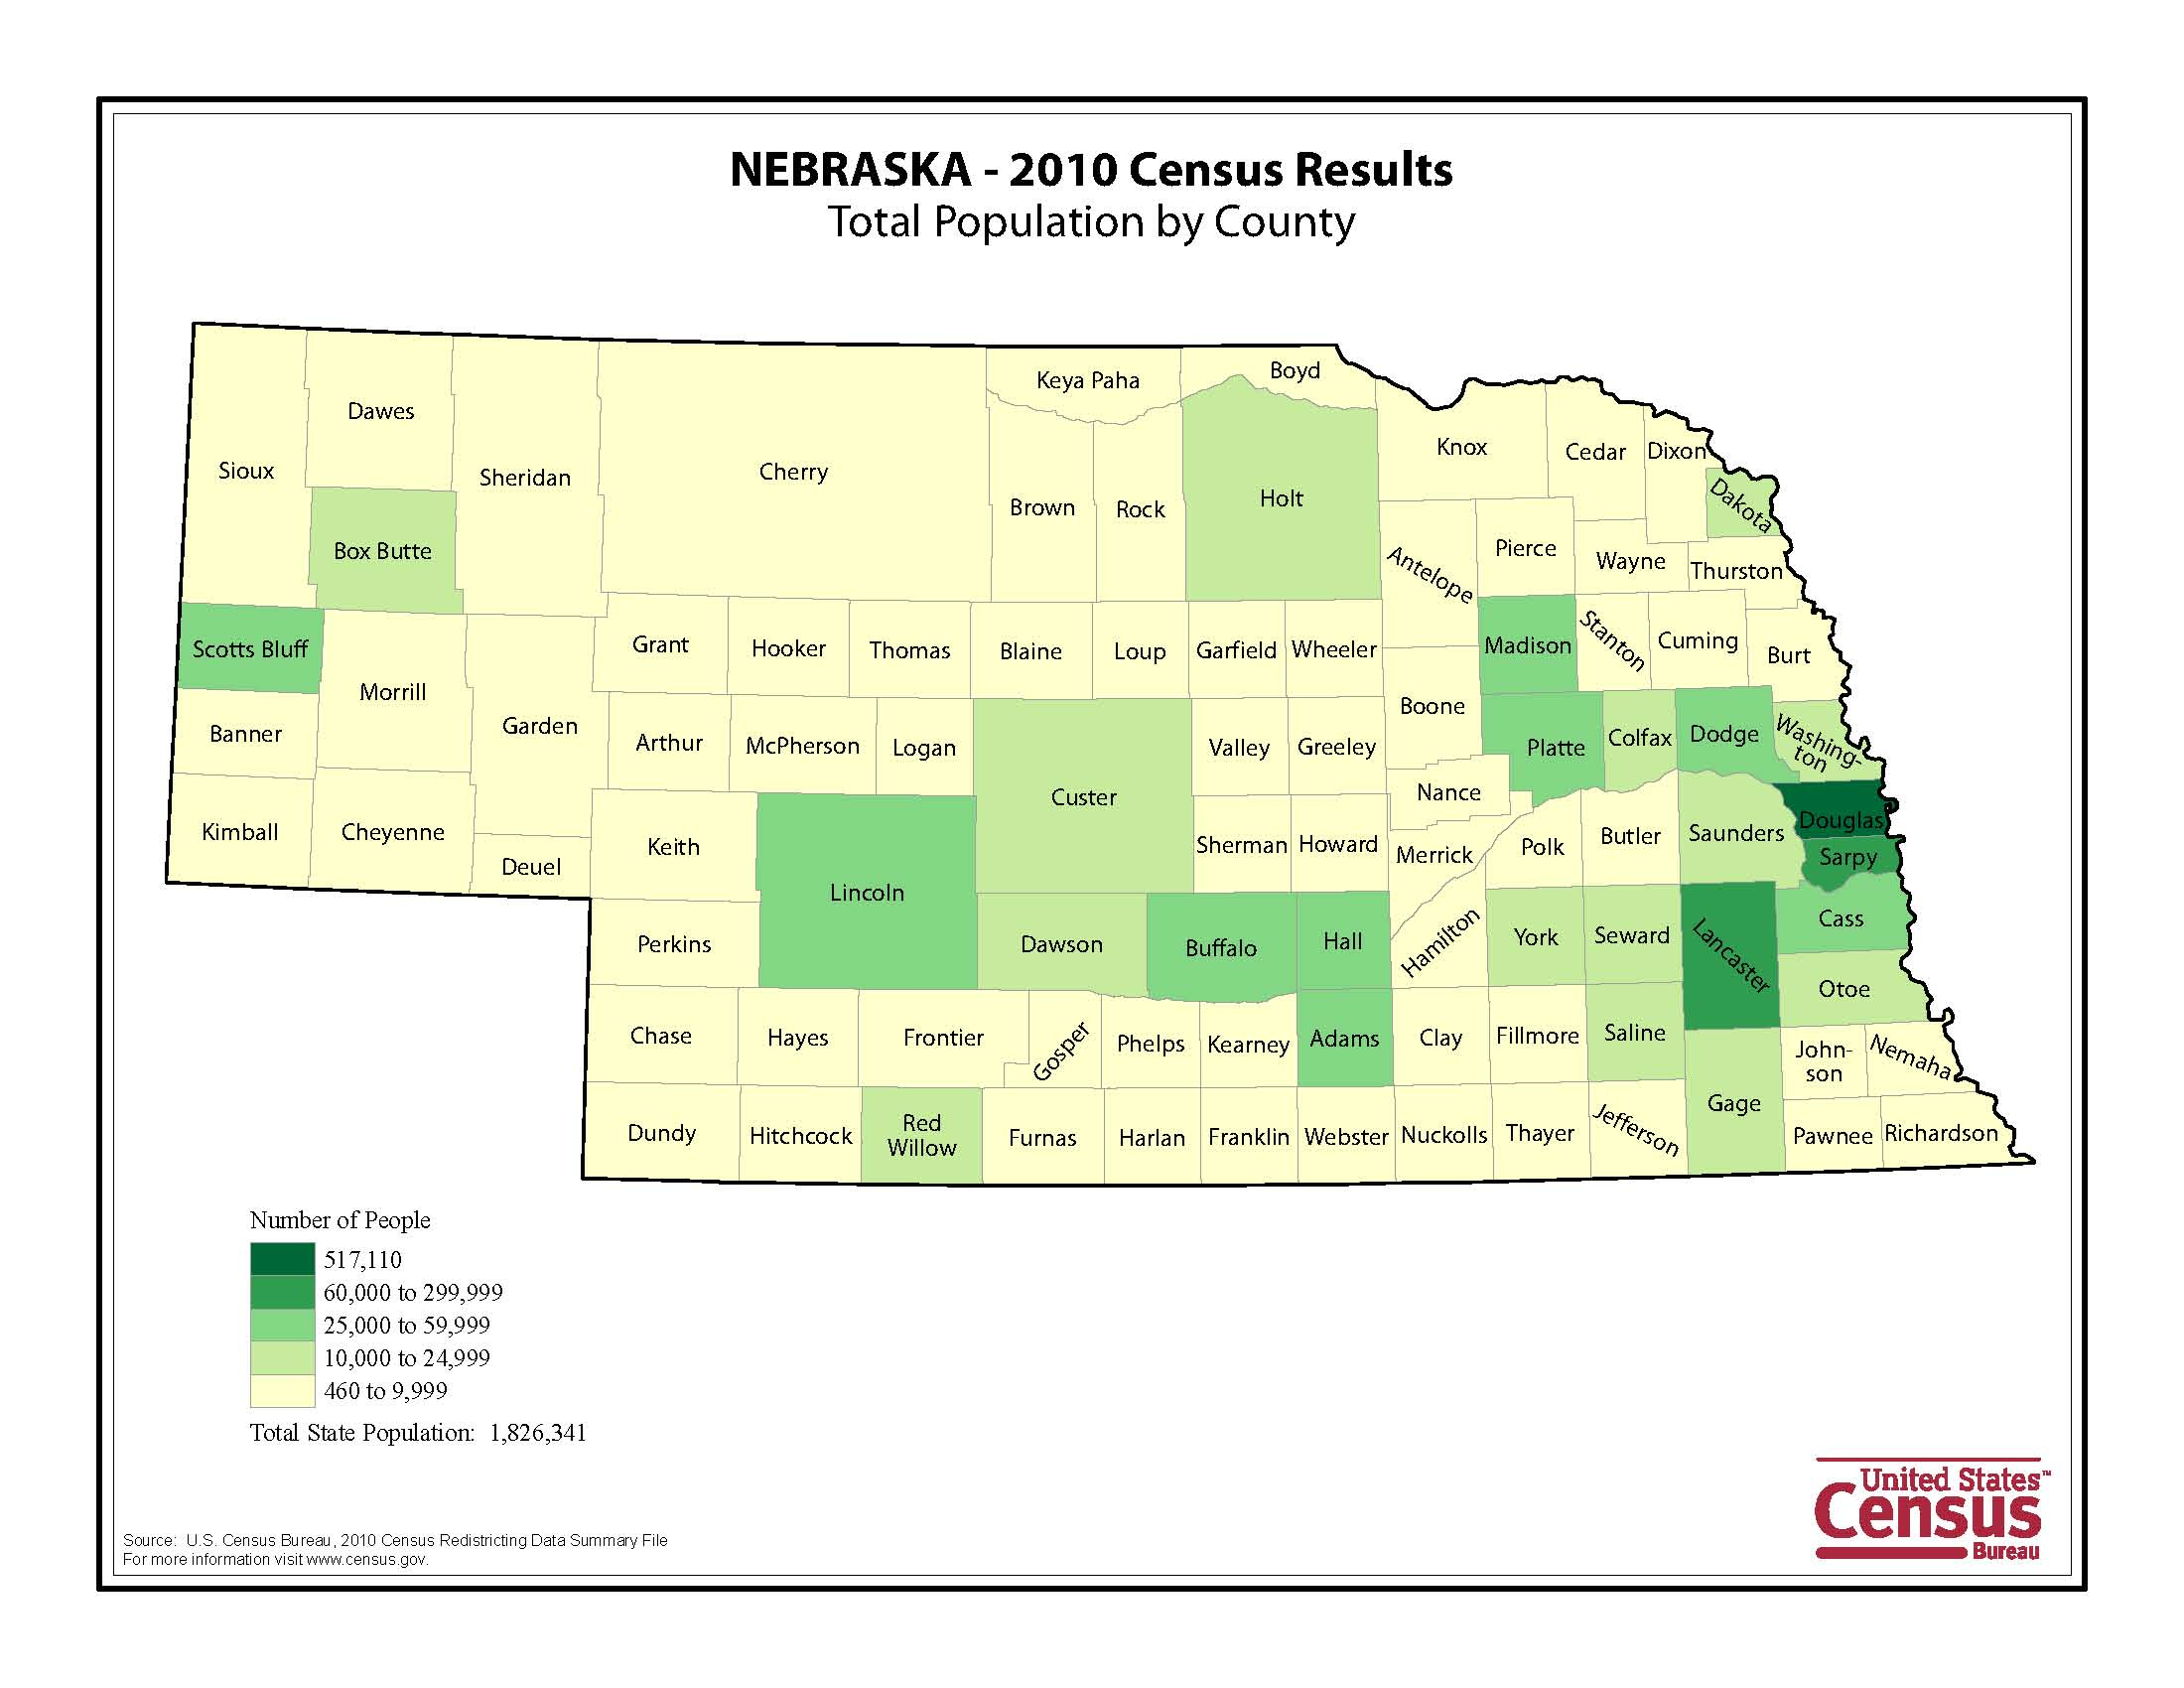 NEBRASKA - 2010 Census Results
Total Population by County
Keya Paha
Boyd
Dawes
Knox
Cedar
Dixon
Sioux
Sheridan
Cherry
Holt
Dakota
Brown
Rock
Box Butte
Antelope
Pierce
Wayne
Thurston
Scotts Bluff
Grant
Hooker
Thomas
Blaine
Loup
Garfield
Wheeler
Madison
Stanton
Cuming
Burt
Morrill
Garden
Boone
Banner
Arthur
McPherson
Logan
Valley
Greeley
Platte
Colfax
Dodge
Washing-
ton
Custer
Nance
Kimball
Cheyenne
Keith
Sherman
Howard
Merrick
Polk
Butler
Saunders
Douglas
Sarpy
Deuel
Lincoln
Perkins
Dawson
Buffalo
Hall
Hamilton
York
Seward
Lancaster
Cass
Otoe
Chase
Hayes
Frontier
Gosper
Phelps
Kearney
Adams
Clay
Fillmore
Saline
John-
son
Nemaha
Dundy
Hitchcock
Red
Willow
Furnas
Harlan
Franklin
Webster
Nuckolls
Thayer
Jefferson
Gage
Pawnee
Richardson
Number of People
517,110
60,000 to 299,999
25,000 to 59,999
10,000 to 24,999
460 to 9,999
Total State Population: 1,826,341
United States™
Census
Bureau
Source: U.S. Census Bureau, 2010 Census Redistricting Data Summary File
For more information visit www.census.gov.